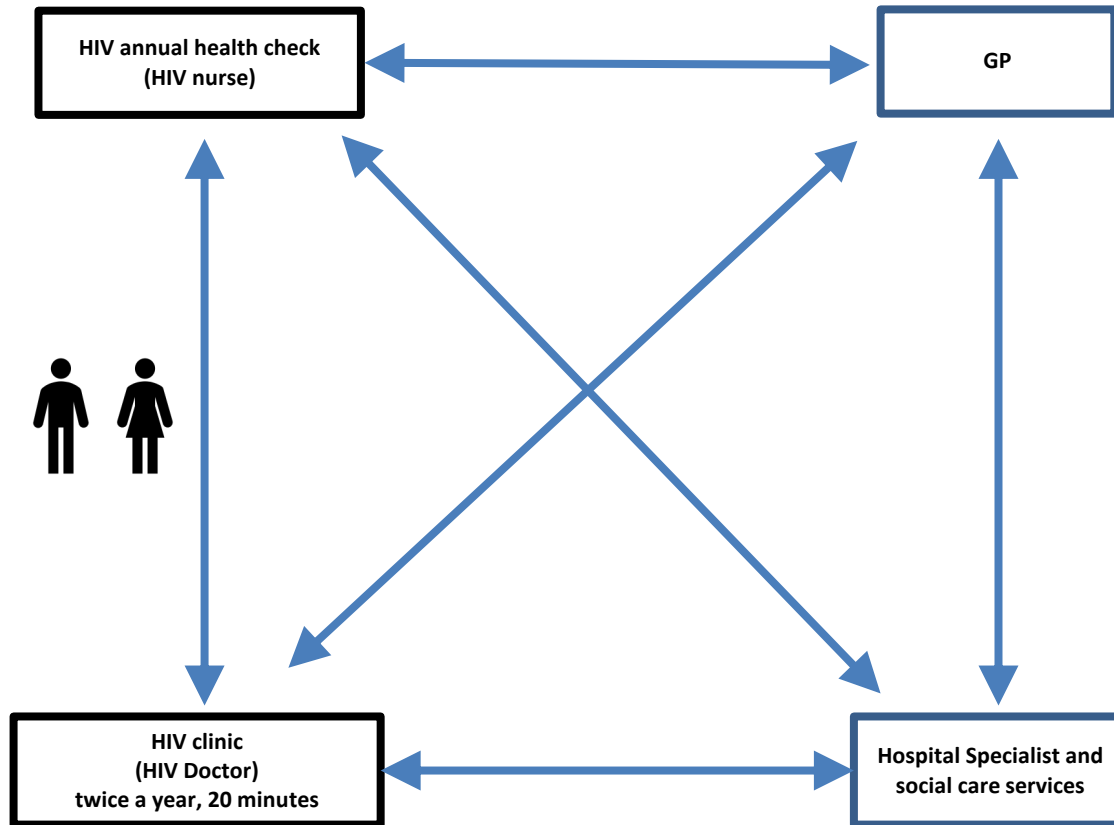 HIV annual health check
(HIV nurse)
GP
HIV clinic
(HIV Doctor)
twice a year, 20 minutes
Hospital Specialist and
social care services